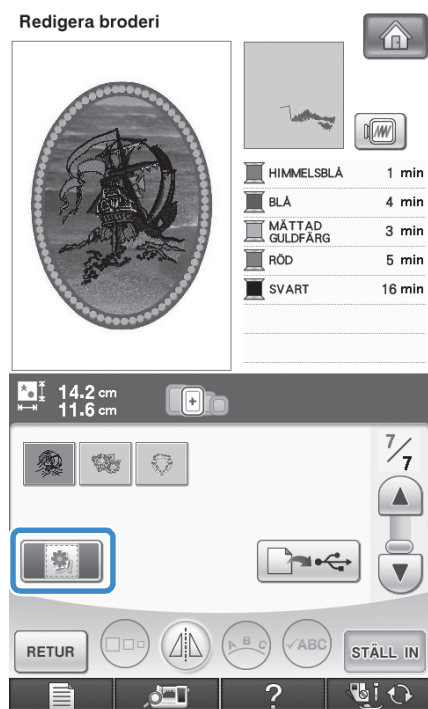 Redigera broderi
HIMMELSBLÅ 1 min
BLÅ 4 min
MÄTTAD GULDFÄRG 3 min
RÖD 5 min
SVART 16 min
14.2 cm
11.6 cm
7/7
RETUR
A B C
✓ABC
STÄLL IN
?